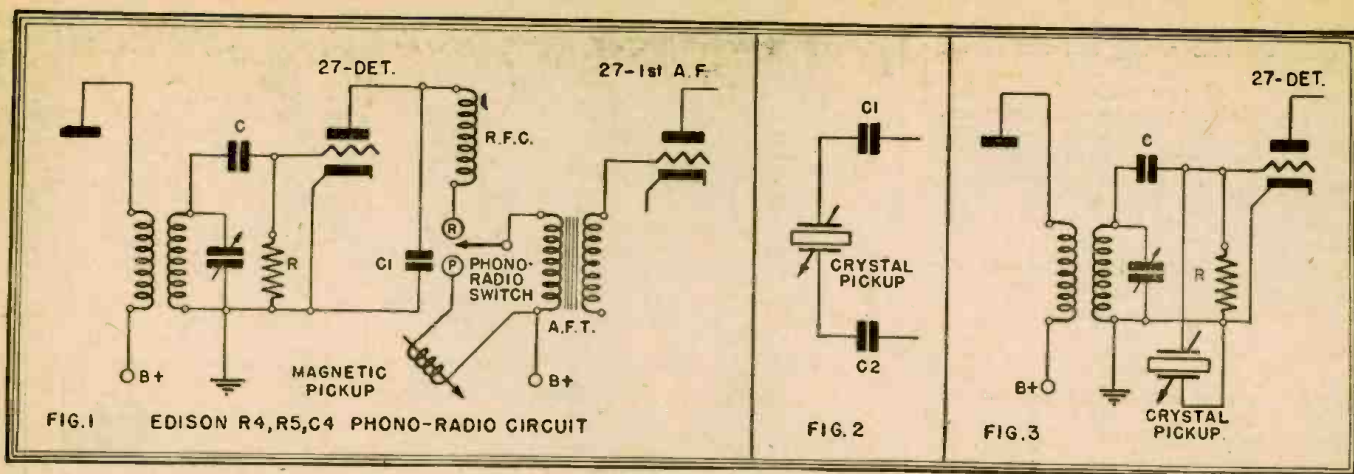 27-DET.
27-1st A.F.
C
R.F.C.
R
P
R
C1
PHONO-
RADIO
SWITCH
A.F.T.
MAGNETIC
PICKUP
B+
B+
FIG.1 EDISON R4,R5,C4 PHONO-RADIO CIRCUIT
C1
CRYSTAL
PICKUP
C2
FIG.2
27-DET.
C
R
B+
CRYSTAL
PICKUP.
FIG.3